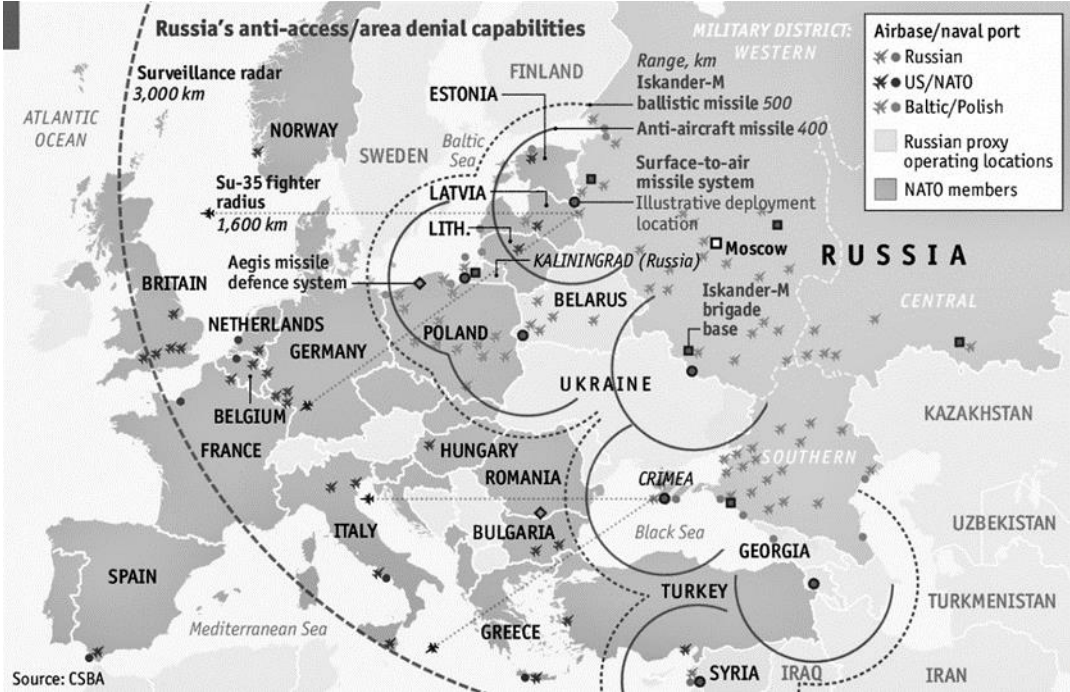 Russia's anti-access/area denial capabilities
MILITARY DISTRICT:
WESTERN
Airbase/naval port
Russian
US/NATO
Baltic/Polish
Russian proxy
operating locations
NATO members
Surveillance radar
3,000 km
ATLANTIC
OCEAN
NORWAY
FINLAND
ESTONIA
Range, km
Iskander-M
ballistic missile 500
Anti-aircraft missile 400
Baltic
Sea
SWEDEN
Su-35 fighter
radius
1,600 km
LATVIA
LITH.
Surface-to-air
missile system
Illustrative deployment
location
Moscow
RUSSIA
KALININGRAD (Russia)
Aegis missile
defence system
BRITAIN
BELARUS
Iskander-M
brigade
base
CENTRAL
NETHERLANDS
GERMANY
POLAND
UKRAINE
BELGIUM
KAZAKHSTAN
FRANCE
HUNGARY
SOUTHERN
ROMANIA
CRIMEA
ITALY
BULGARIA
Black Sea
UZBEKISTAN
GEORGIA
SPAIN
TURKEY
TURKMENISTAN
Mediterranean Sea
GREECE
SYRIA
IRAQ
IRAN
Source: CSBA